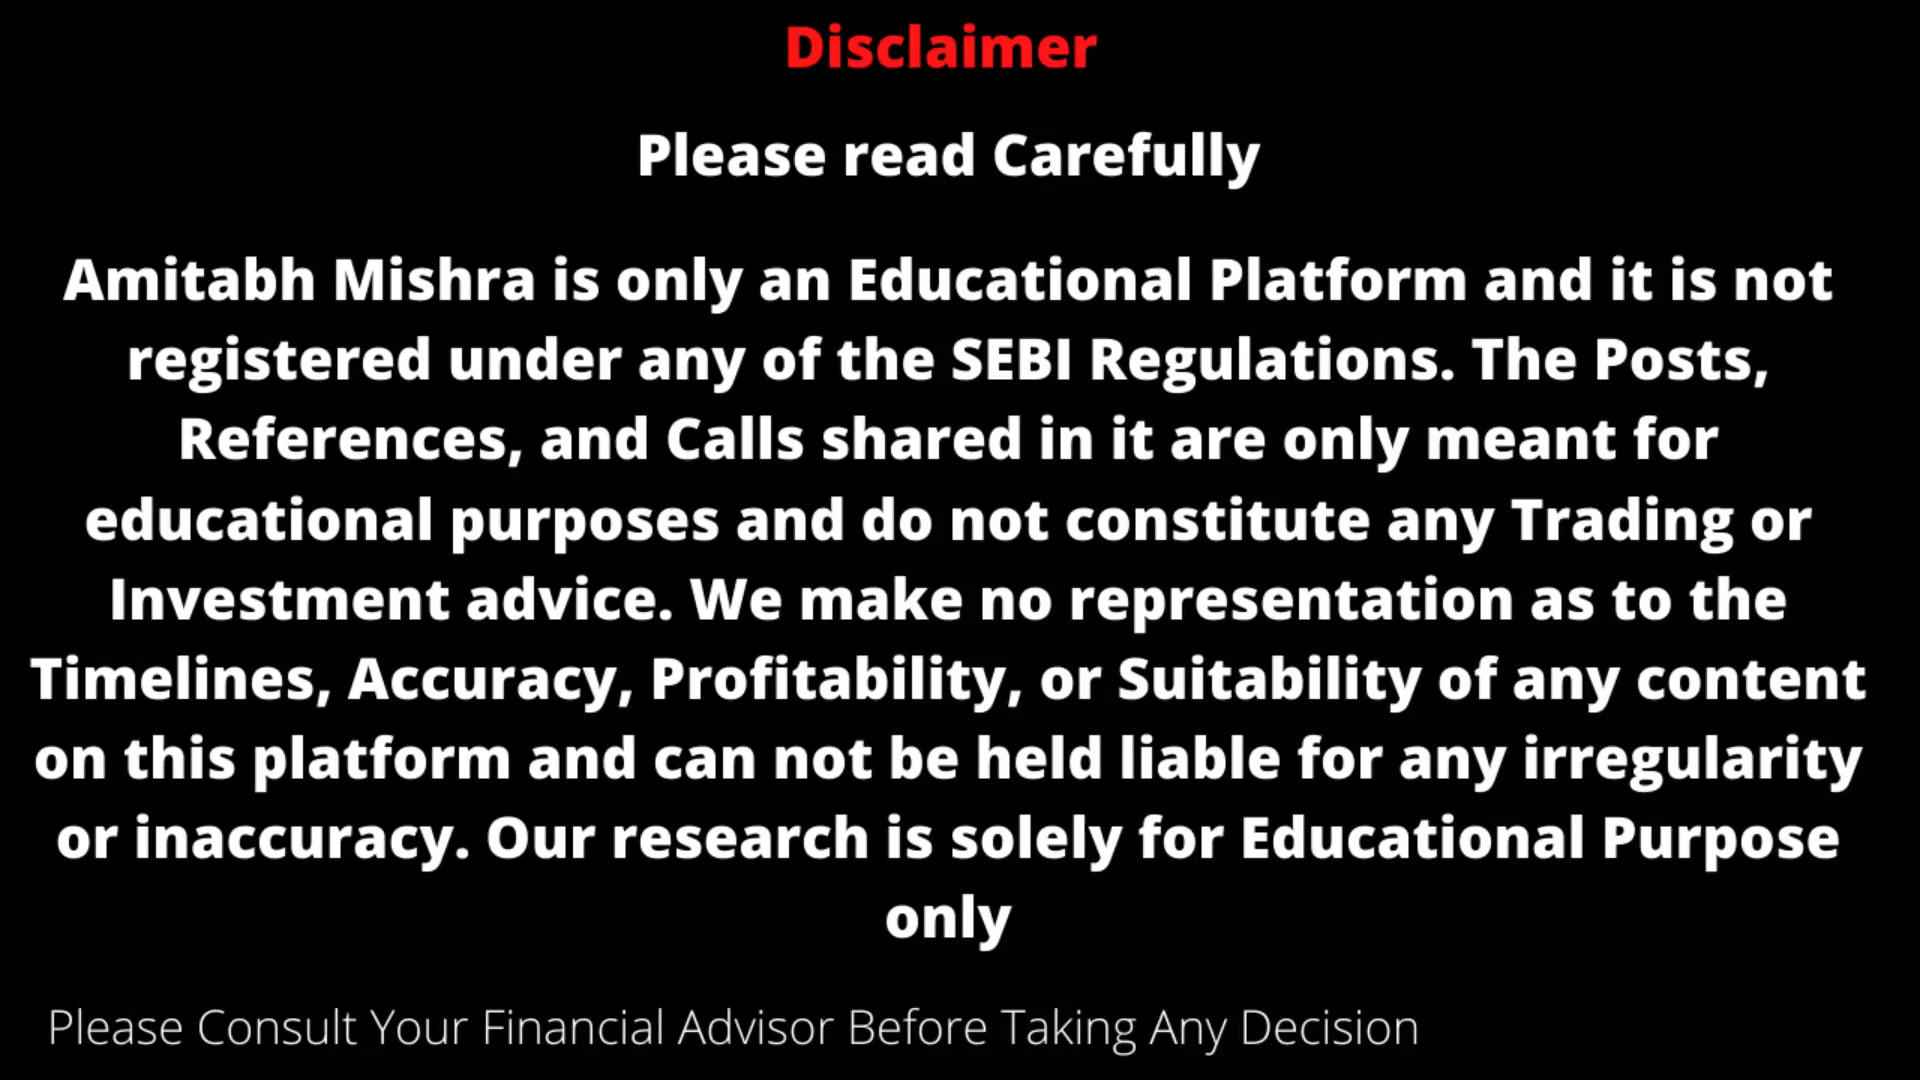 Disclaimer
Please read Carefully
Amitabh Mishra is only an Educational Platform and it is not
registered under any of the SEBI Regulations. The Posts,
References, and Calls shared in it are only meant for
educational purposes and do not constitute any Trading or
Investment advice. We make no representation as to the
Timelines, Accuracy, Profitability, or Suitability of any content
on this platform and can not be held liable for any irregularity
or inaccuracy. Our research is solely for Educational Purpose
only
Please Consult Your Financial Advisor Before Taking Any Decision